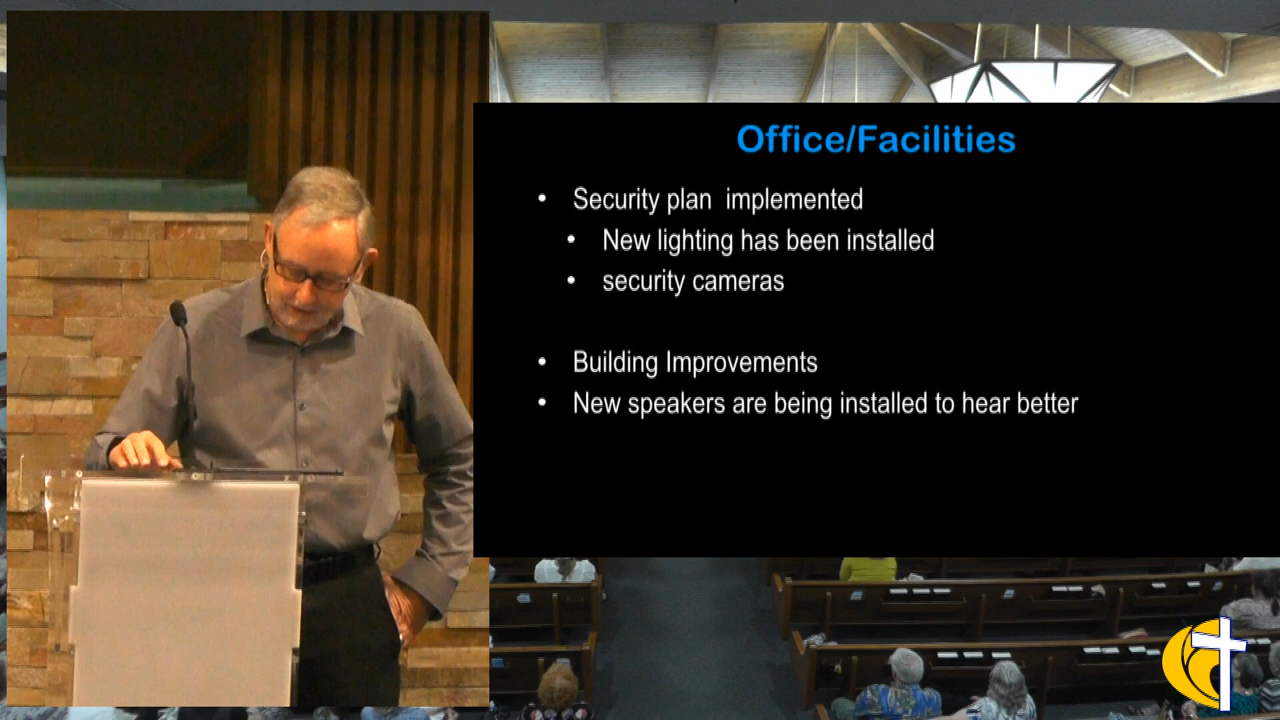 Office/Facilities
• Security plan  implemented
• New lighting has been installed
• security cameras
• Building Improvements
• New speakers are being installed to hear better